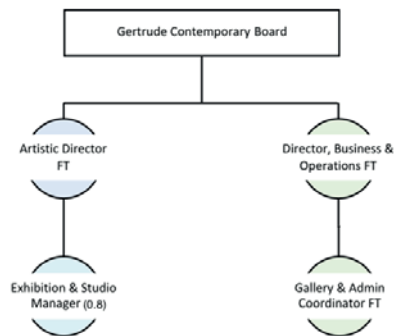 Gertrude Contemporary Board
Artistic Director
FT
Director, Business &
Operations FT
Exhibition & Studio
Manager (0.8)
Gallery & Admin
Coordinator FT